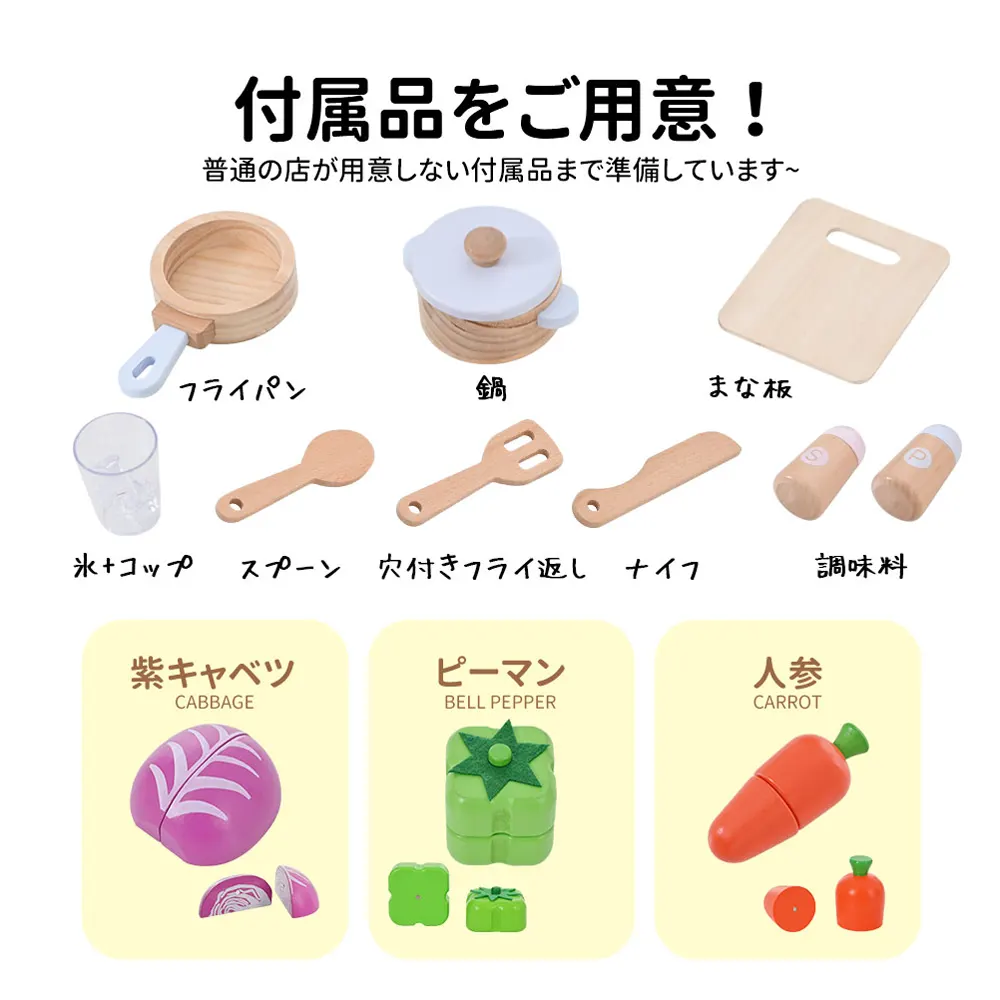 付属品をご用意！
普通の店が用意しない付属品まで準備しています~
フライパン
鍋
まな板
S
P
氷+コップ
スプーン
穴付きフライ返し
ナイフ
調味料
紫キャベツ
CABBAGE
ピーマン
BELL PEPPER
人参
CARROT